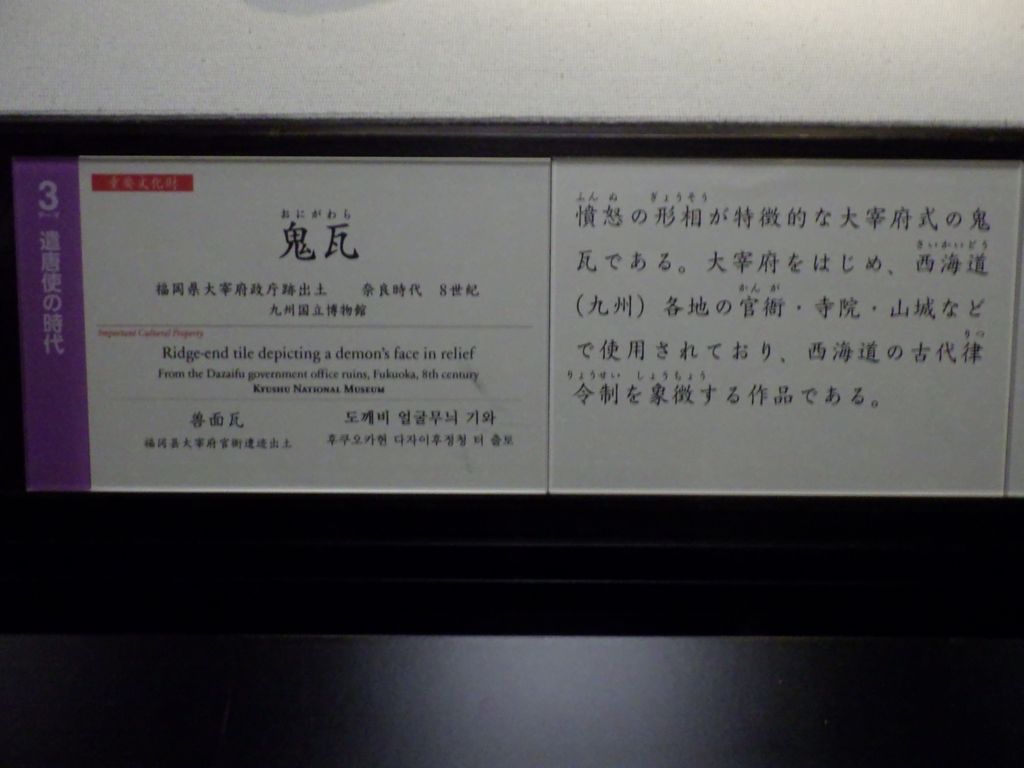 3
遣唐使の時代
重要文化財
おにがわら
鬼瓦
福岡県大宰府政庁跡出土 奈良時代 8世紀
九州国立博物館
Important Cultural Property
Ridge-end tile depicting a demon's face in relief
From the Dazaifu government office ruins, Fukuoka, 8th century
KYUSHU NATIONAL MUSEUM
兽面瓦
福冈县大宰府官衙遗迹出土
도깨비 얼굴무늬 기와
후쿠오카현 다자이후정청 터 출토
ふんぬ ぎょうそう
憤怒の形相が特徴的な大宰府式の鬼
さいかいどう
瓦である。大宰府をはじめ、西海道
かんが
(九州)各地の官衙・寺院・山城など
りつ
で使用されており、西海道の古代律
りょうせい しょうちょう
令制を象徴する作品である。